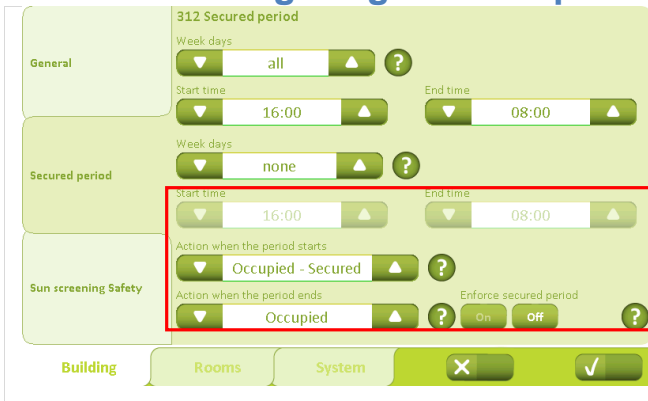 312 Secured period
Week days
General
all
?
Start time
End time
16:00
08:00
Week days
Secured period
none
?
Start time
End time
16:00
08:00
Action when the period starts
Occupied - Secured
?
Sun screening Safety
Action when the period ends
Enforce secured period
Occupied
?
On
Off
?
Building
Rooms
System